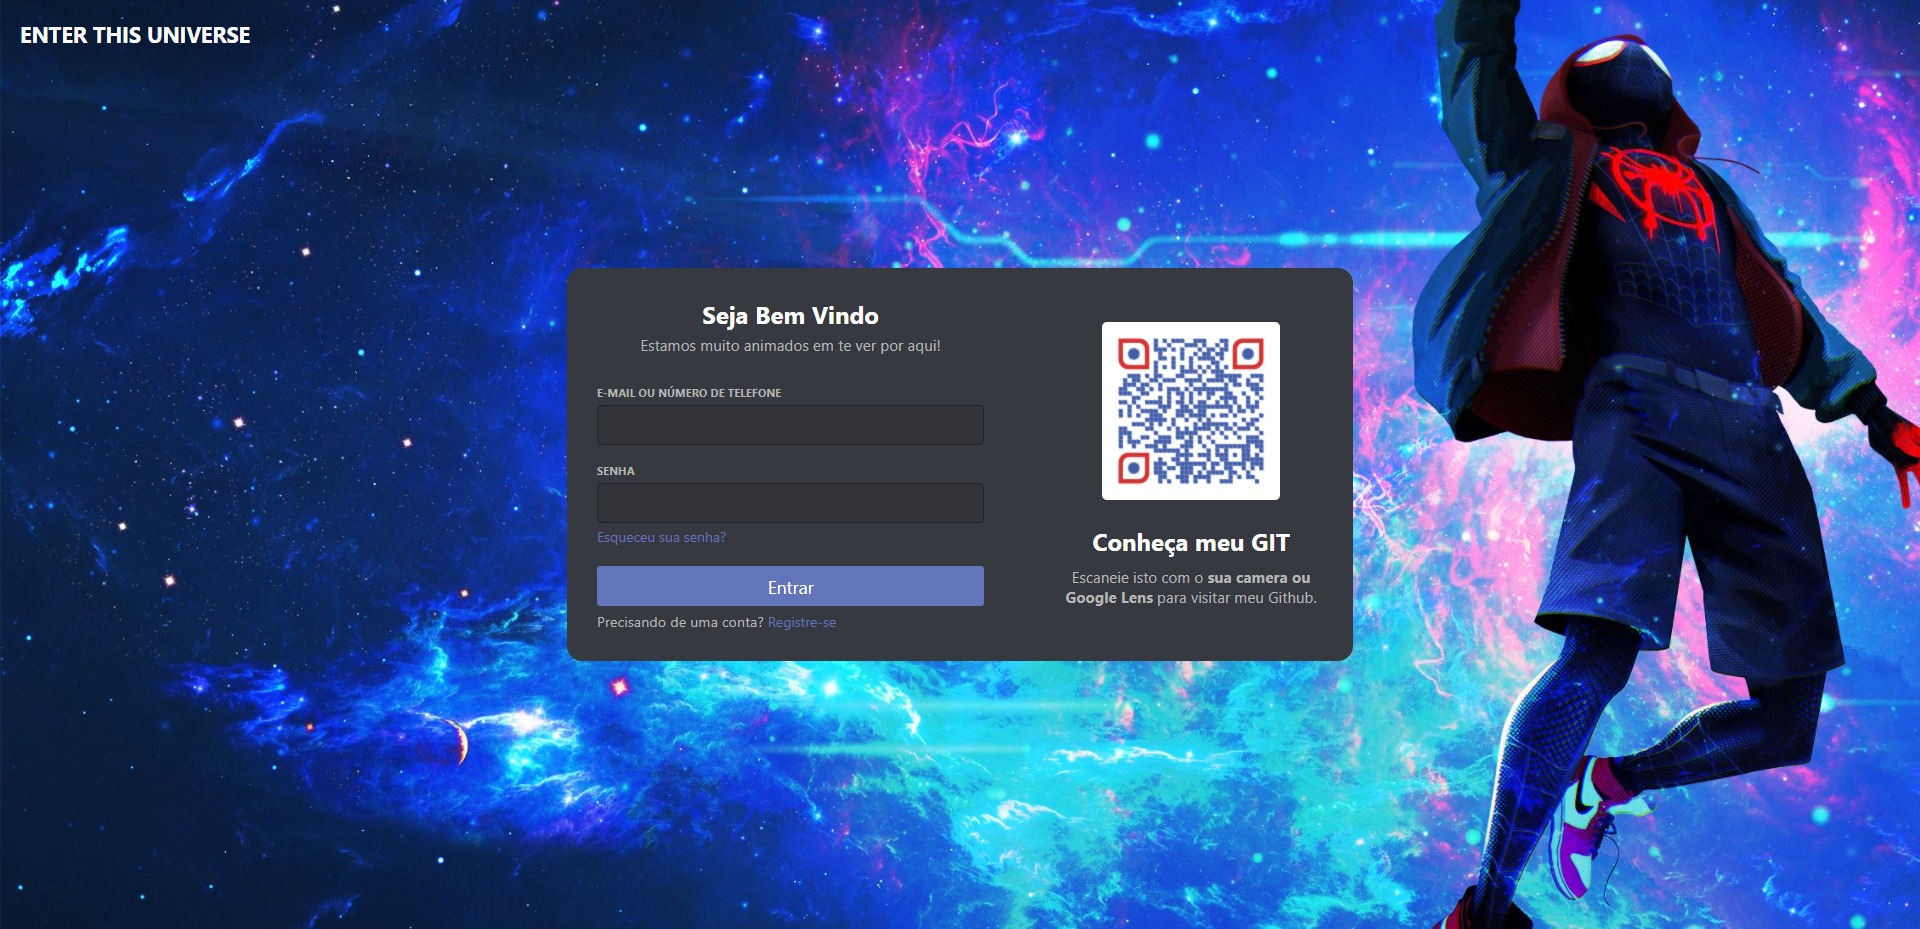 ENTER THIS UNIVERSE
Seja Bem Vindo
Estamos muito animados em te ver por aqui!
E-MAIL OU NÚMERO DE TELEFONE
SENHA
Esqueceu sua senha?
Entrar
Precisando de uma conta? Registre-se
Conheça meu GIT
Escaneie isto com o sua camera ou
Google Lens para visitar meu Github.